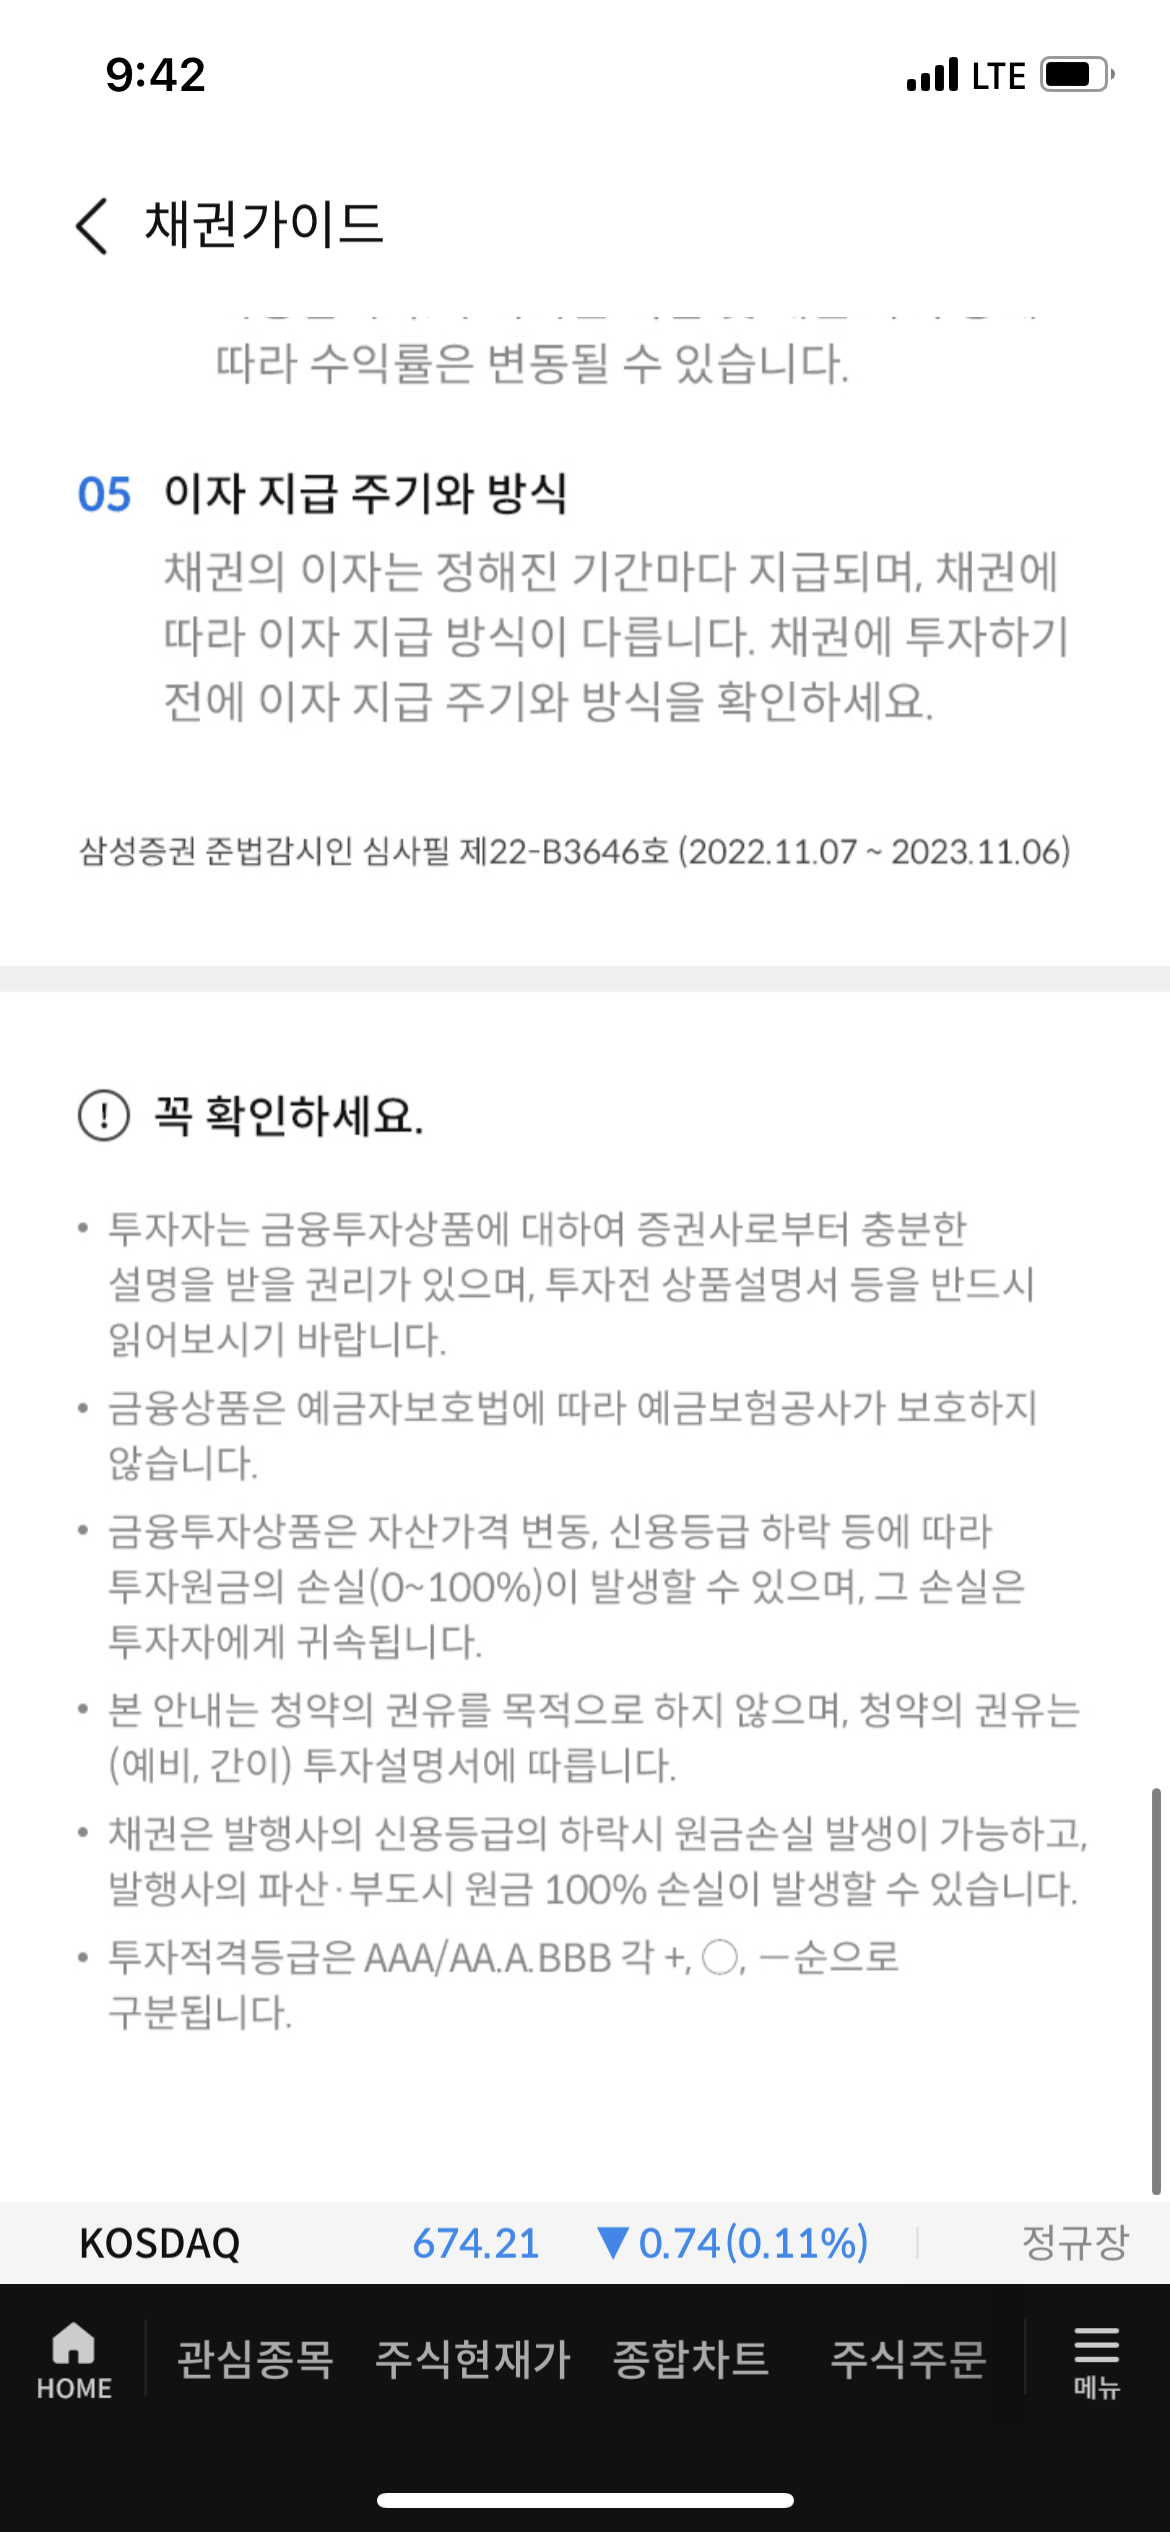 9:42
LTE
채권가이드
따라 수익률은 변동될 수 있습니다.
05 이자 지급 주기와 방식
채권의 이자는 정해진 기간마다 지급되며, 채권에
따라 이자 지급 방식이 다릅니다. 채권에 투자하기
전에 이자 지급 주기와 방식을 확인하세요.
삼성증권 준법감시인 심사필 제22-B3646호 (2022.11.07 ~ 2023.11.06)
! 꼭 확인하세요.
• 투자자는 금융투자상품에 대하여 증권사로부터 충분한
설명을 받을 권리가 있으며, 투자전 상품설명서 등을 반드시
읽어보시기 바랍니다.
• 금융상품은 예금자보호법에 따라 예금보험공사가 보호하지
않습니다.
• 금융투자상품은 자산가격 변동, 신용등급 하락 등에 따라
투자원금의 손실(0~100%)이 발생할 수 있으며, 그 손실은
투자자에게 귀속됩니다.
• 본 안내는 청약의 권유를 목적으로 하지 않으며, 청약의 권유는
(예비, 간이) 투자설명서에 따릅니다.
• 채권은 발행사의 신용등급의 하락시 원금손실 발생이 가능하고,
발행사의 파산·부도시 원금 100% 손실이 발생할 수 있습니다.
• 투자적격등급은 AAA/AA.A.BBB 각 +, ○, －순으로
구분됩니다.
KOSDAQ 674.21 ▼ 0.74(0.11%) 정규장
HOME 관심종목 주식현재가 종합차트 주식주문 메뉴